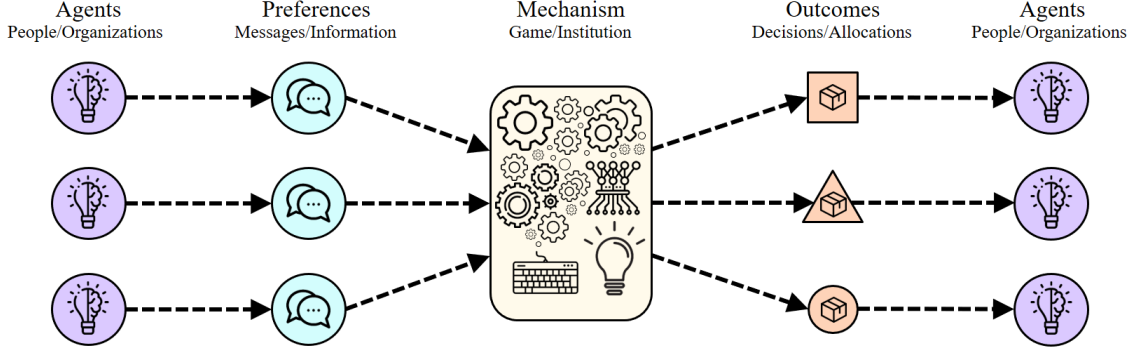 Agents
People/Organizations
Preferences
Messages/Information
Mechanism
Game/Institution
Outcomes
Decisions/Allocations
Agents
People/Organizations